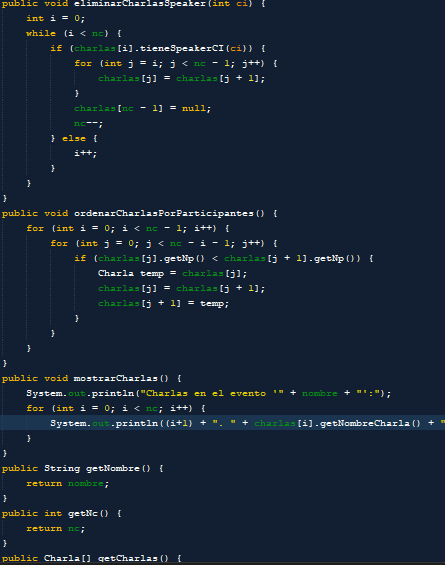 public void eliminarCharlasSpeaker(int ci) {
    int i = 0;
    while (i < nc) {
        if (charlas[i].tieneSpeakerCI(ci)) {
            for (int j = i; j < nc - 1; j++) {
                charlas[j] = charlas[j + 1];
            }
            charlas[nc - 1] = null;
            nc--;
        } else {
            i++;
        }
    }
}
public void ordenarCharlasPorParticipantes() {
    for (int i = 0; i < nc - 1; i++) {
        for (int j = 0; j < nc - i - 1; j++) {
            if (charlas[j].getNp() < charlas[j + 1].getNp()) {
                Charla temp = charlas[j];
                charlas[j] = charlas[j + 1];
                charlas[j + 1] = temp;
            }
        }
    }
}
public void mostrarCharlas() {
    System.out.println("Charlas en el evento '" + nombre + "':");
    for (int i = 0; i < nc; i++) {
        System.out.println((i+1) + ". " + charlas[i].getNombreCharla() + "
    }
}
public String getNombre() {
    return nombre;
}
public int getNc() {
    return nc;
}
public Charla[] getCharlas() {